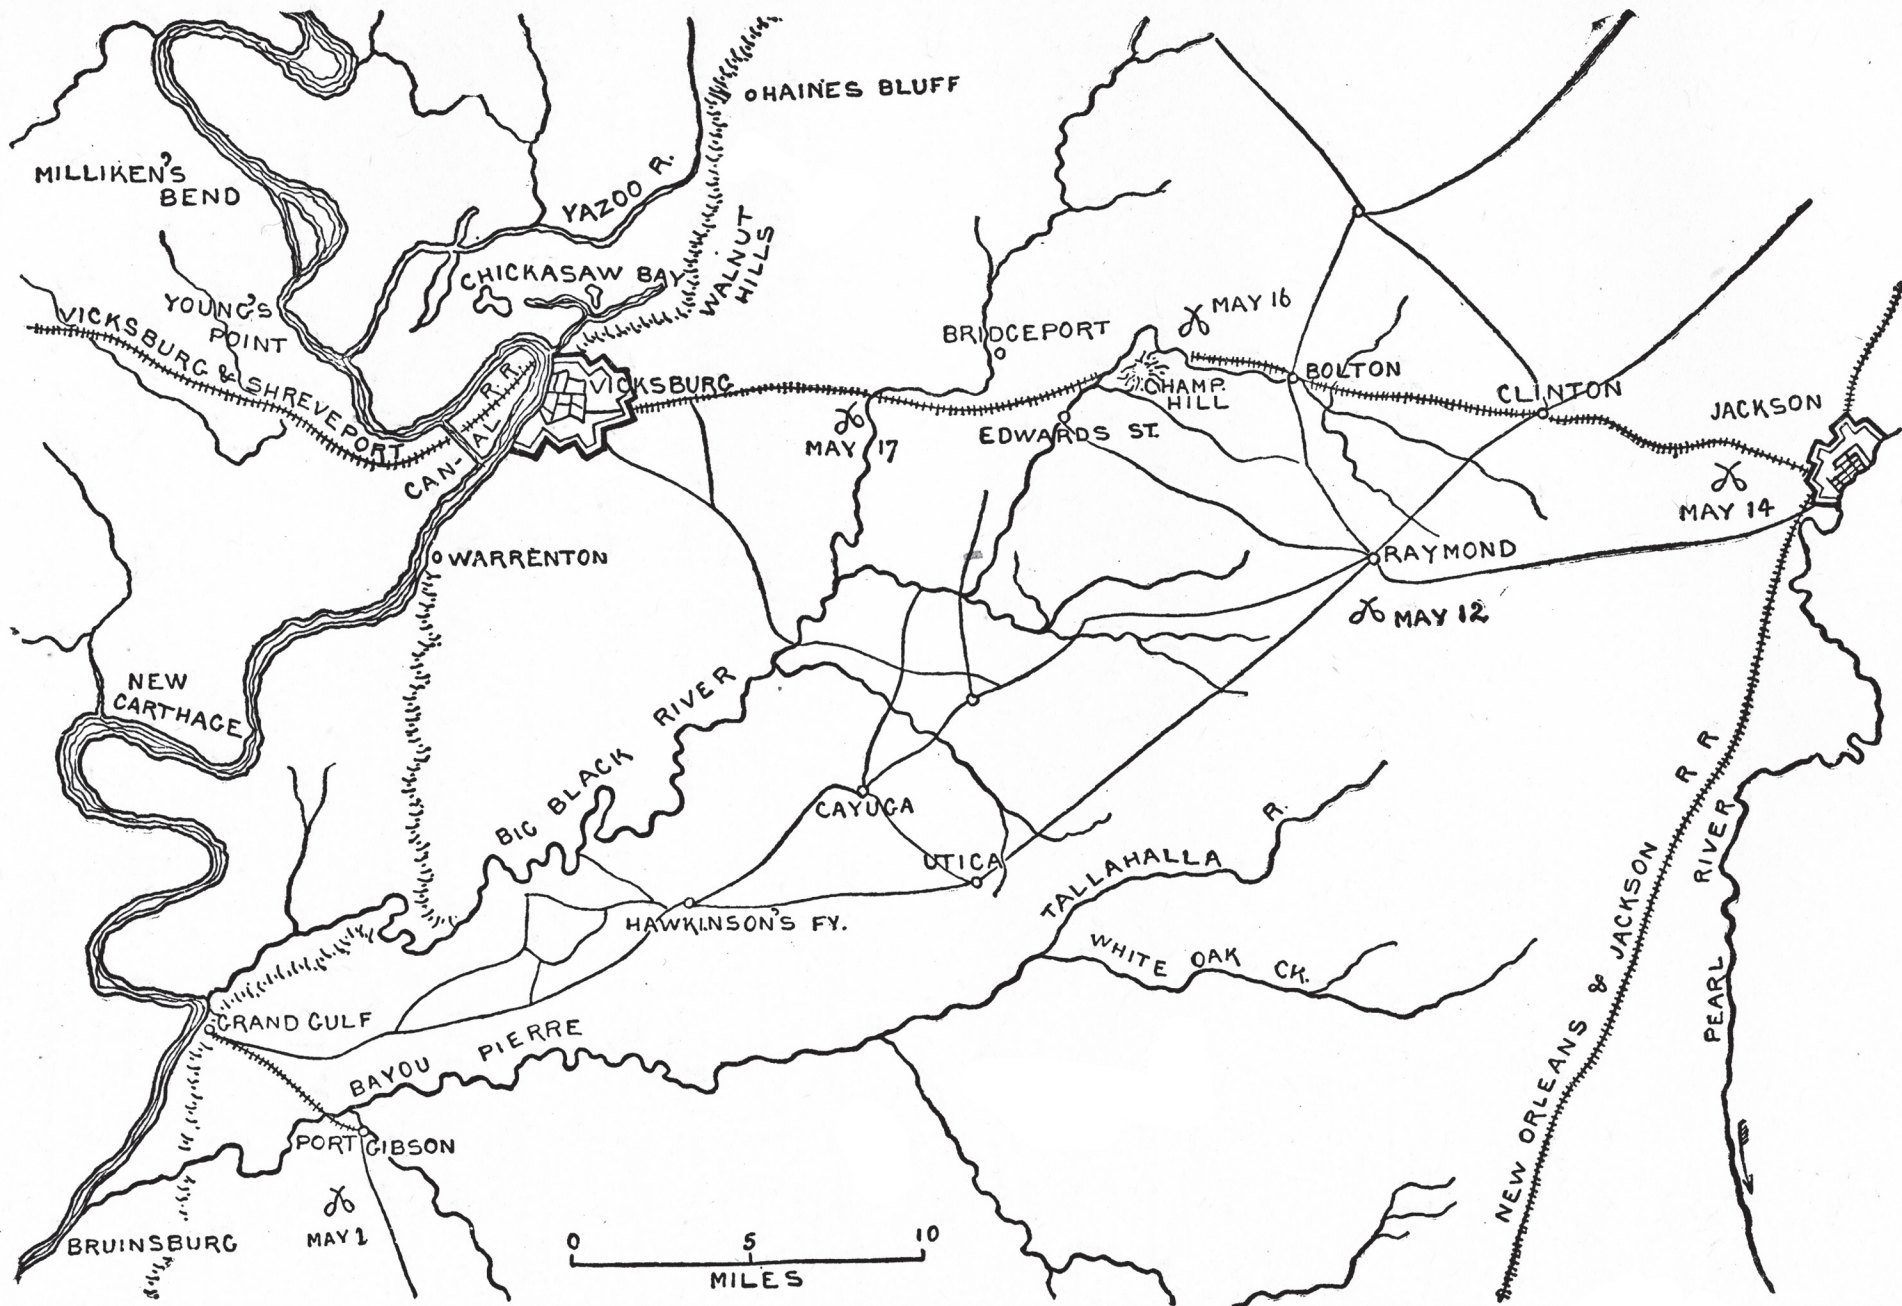 HAINES BLUFF
MILLIKEN'S
BEND
YAZOO R.
WALNUT
HILLS
CHICKASAW BAY
YOUNG'S
POINT
VICKSBURG & SHREVEPORT
R.R.
CAN-
AL
VICKSBURG
BRIDGEPORT
MAY 16
BOLTON
CHAMP.
HILL
CLINTON
JACKSON
EDWARDS ST.
MAY 17
MAY 14
WARRENTON
RAYMOND
MAY 12
NEW
CARTHAGE
BIG BLACK RIVER
CAYUGA
UTICA
TALLAHALLA R.
HAWKINSON'S FY.
WHITE OAK CK.
NEW ORLEANS & JACKSON R R
PEARL RIVER
GRAND GULF
BAYOU PIERRE
PORT GIBSON
MAY 1
BRUINSBURG
0 5 10
MILES